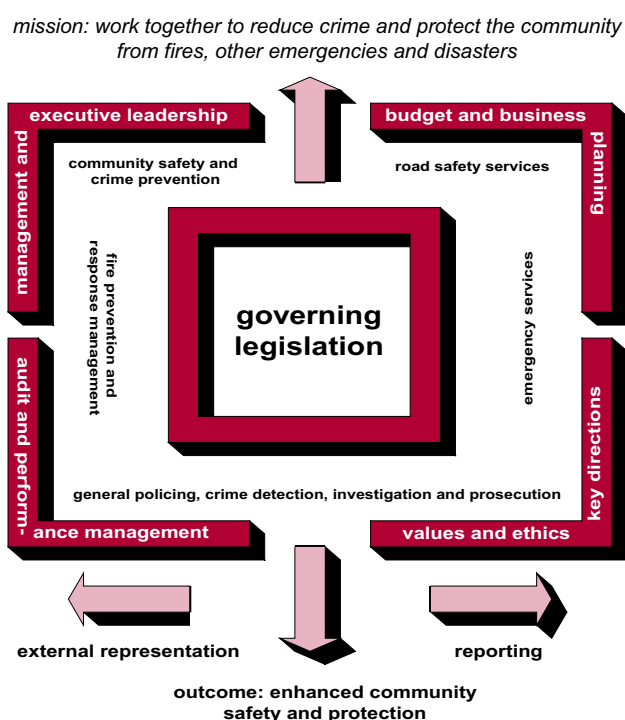 mission: work together to reduce crime and protect the community
from fires, other emergencies and disasters
management and
executive leadership
budget and business
planning
community safety and
crime prevention
road safety services
fire prevention and
response management
governing
legislation
emergency services
audit and perform-
ance management
general policing, crime detection, investigation and prosecution
values and ethics
key directions
external representation
reporting
outcome: enhanced community
safety and protection